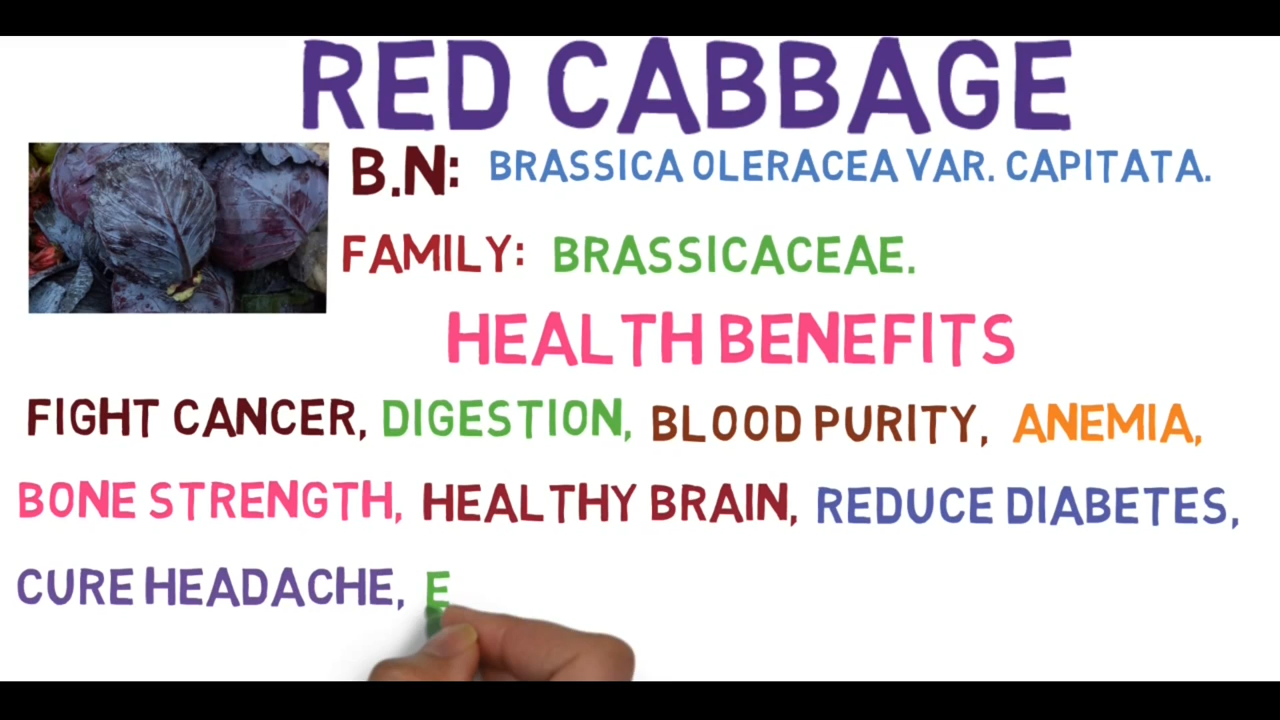 RED CABBAGE
B.N: BRASSICA OLERACEA VAR. CAPITATA.
FAMILY: BRASSICACEAE.
HEALTH BENEFITS
FIGHT CANCER, DIGESTION, BLOOD PURITY, ANEMIA,
BONE STRENGTH, HEALTHY BRAIN, REDUCE DIABETES,
CURE HEADACHE, E